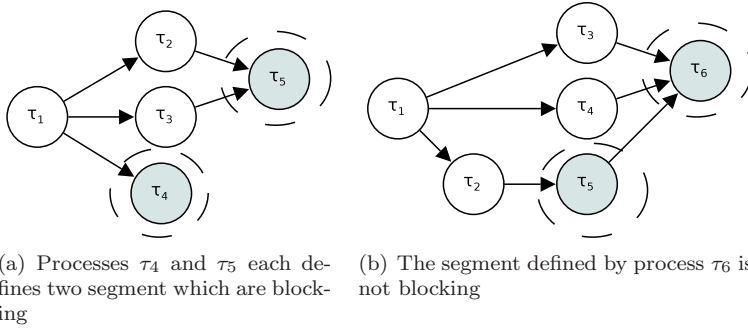 τ2
τ5
τ1
τ3
τ4
τ3
τ6
τ1
τ4
τ2
τ5
(a) Processes τ4 and τ5 each de-
fines two segment which are block-
ing
(b) The segment defined by process τ6 is
not blocking